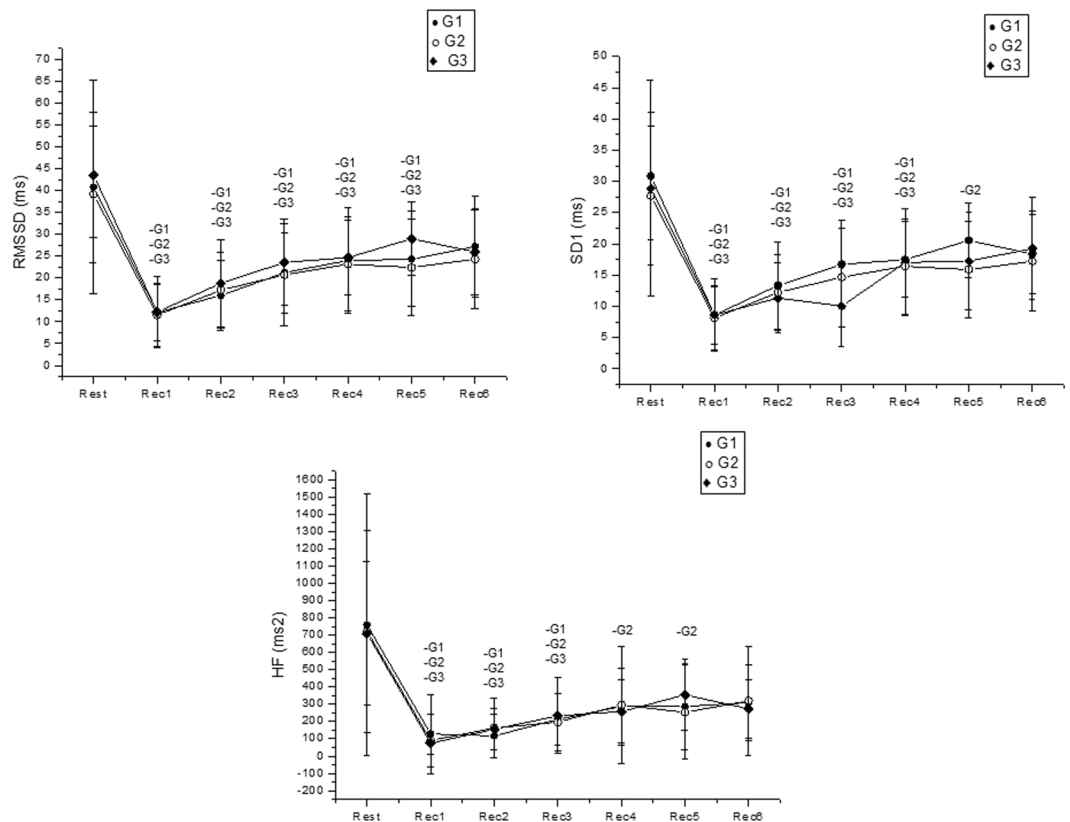 G1
G2
G3
RMSSD (ms)
70
65
60
55
50
45
40
35
30
25
20
15
10
5
0
-G1
-G2
-G3
-G1
-G2
-G3
-G1
-G2
-G3
-G1
-G2
-G3
-G1
-G2
-G3
Rest Rec1 Rec2 Rec3 Rec4 Rec5 Rec6
G1
G2
G3
SD1 (ms)
50
45
40
35
30
25
20
15
10
5
0
-G1
-G2
-G3
-G1
-G2
-G3
-G1
-G2
-G3
-G1
-G2
-G3
-G2
Rest Rec1 Rec2 Rec3 Rec4 Rec5 Rec6
G1
G2
G3
HF (ms2)
1600
1500
1400
1300
1200
1100
1000
900
800
700
600
500
400
300
200
100
0
-100
-200
-G1
-G2
-G3
-G1
-G2
-G3
-G1
-G2
-G3
-G2
-G2
Rest Rec1 Rec2 Rec3 Rec4 Rec5 Rec6